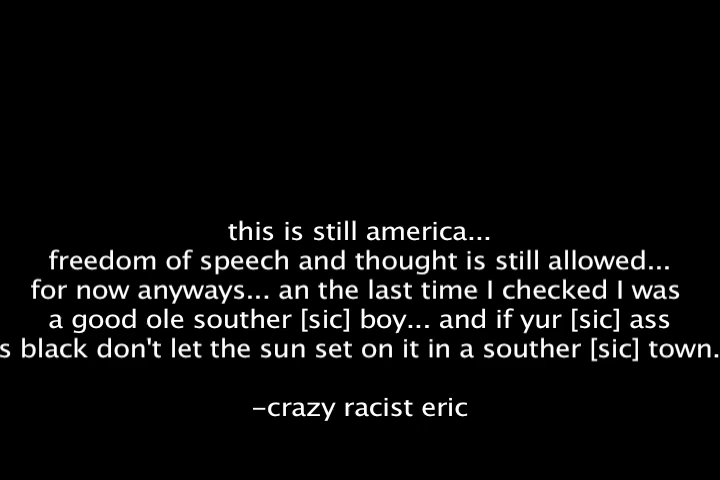 this is still america...
freedom of speech and thought is still allowed...
for now anyways... an the last time I checked I was
a good ole souther [sic] boy... and if yur [sic] ass
s black don't let the sun set on it in a souther [sic] town.
-crazy racist eric